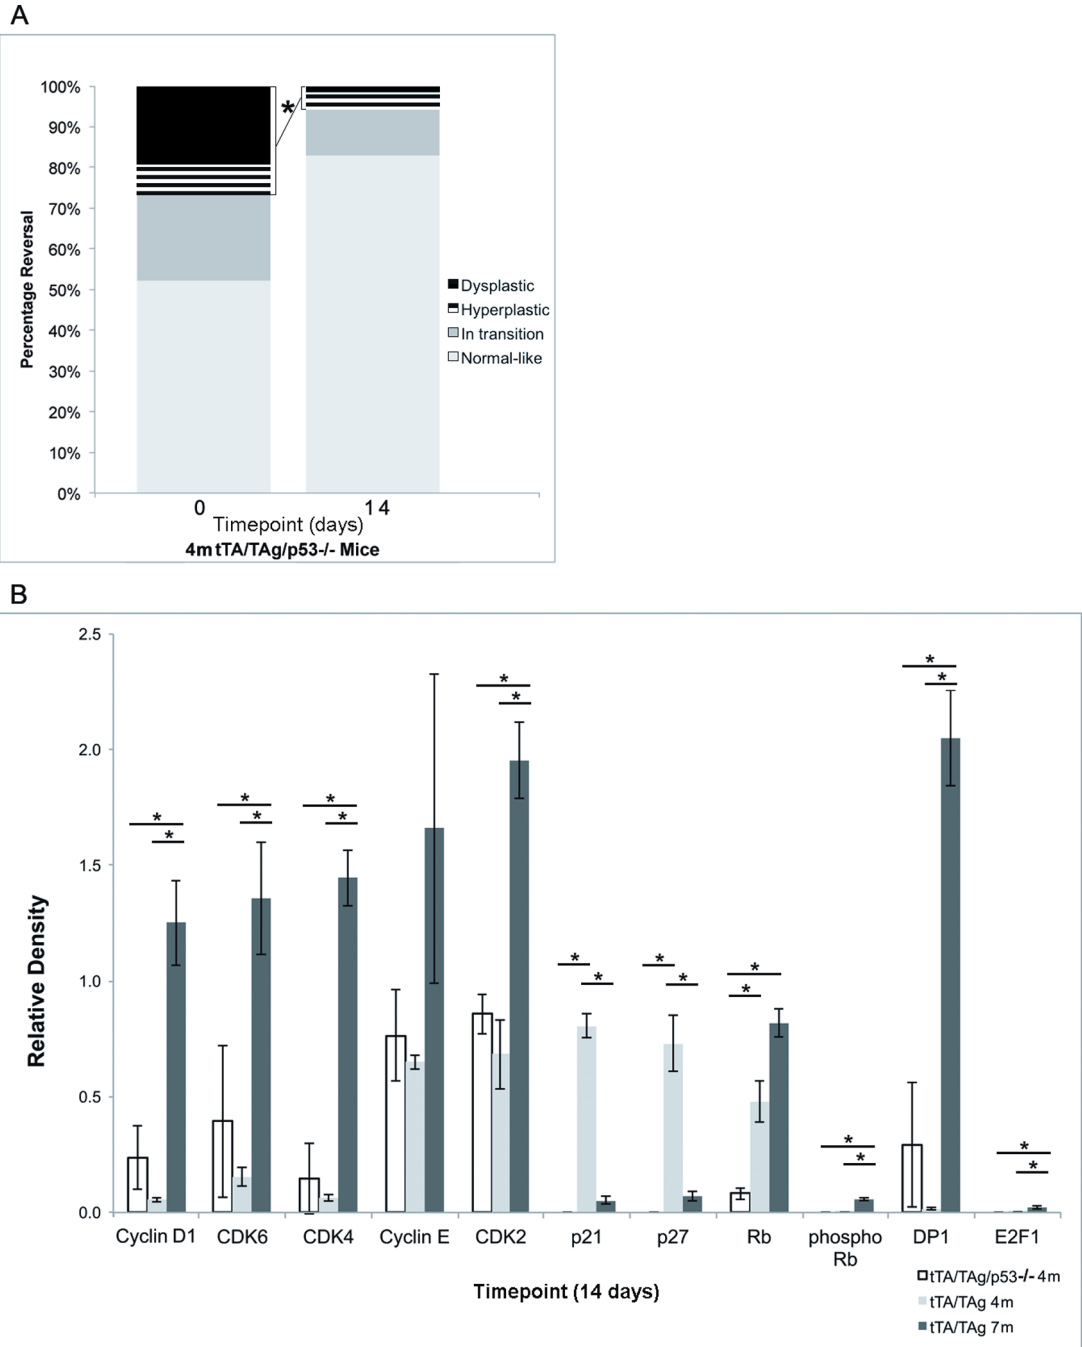 A
100%
90%
80%
70%
60%
50%
40%
30%
20%
10%
0%
Percentage Reversal
*
Dysplastic
Hyperplastic
In transition
Normal-like
0 14
Timepoint (days)
4m tTA/TAg/p53-/- Mice
B
2.5
2.0
1.5
1.0
0.5
0.0
Relative Density
* *
* *
* *
* *
* *
* *
* *
* *
* *
* *
Cyclin D1 CDK6 CDK4 Cyclin E CDK2 p21 p27 Rb phospho Rb DP1 E2F1
Timepoint (14 days)
tTA/TAg/p53-/- 4m
tTA/TAg 4m
tTA/TAg 7m